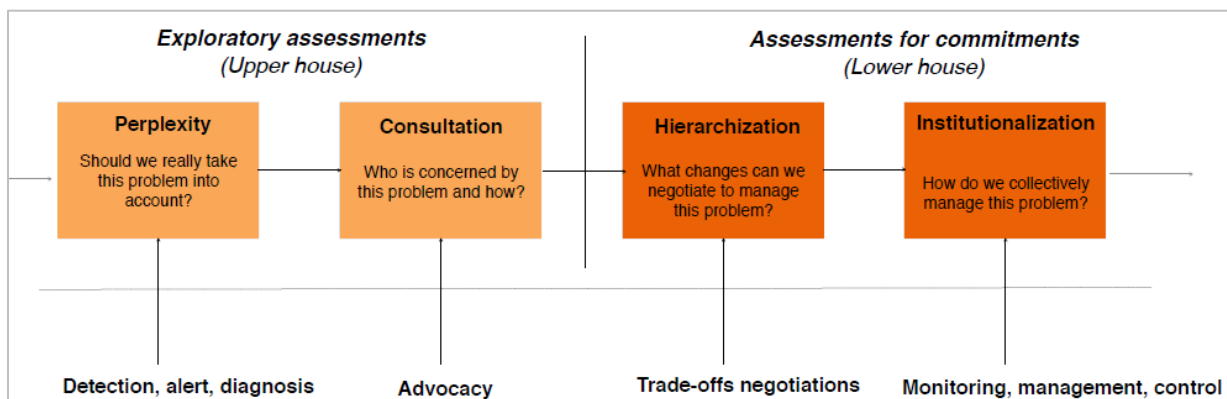 Exploratory assessments
(Upper house)
Assessments for commitments
(Lower house)
Perplexity
Should we really take
this problem into
account?
Consultation
Who is concerned by
this problem and how?
Hierarchization
What changes can we
negotiate to manage
this problem?
Institutionalization
How do we collectively
manage this problem?
Detection, alert, diagnosis
Advocacy
Trade-offs negotiations
Monitoring, management, control